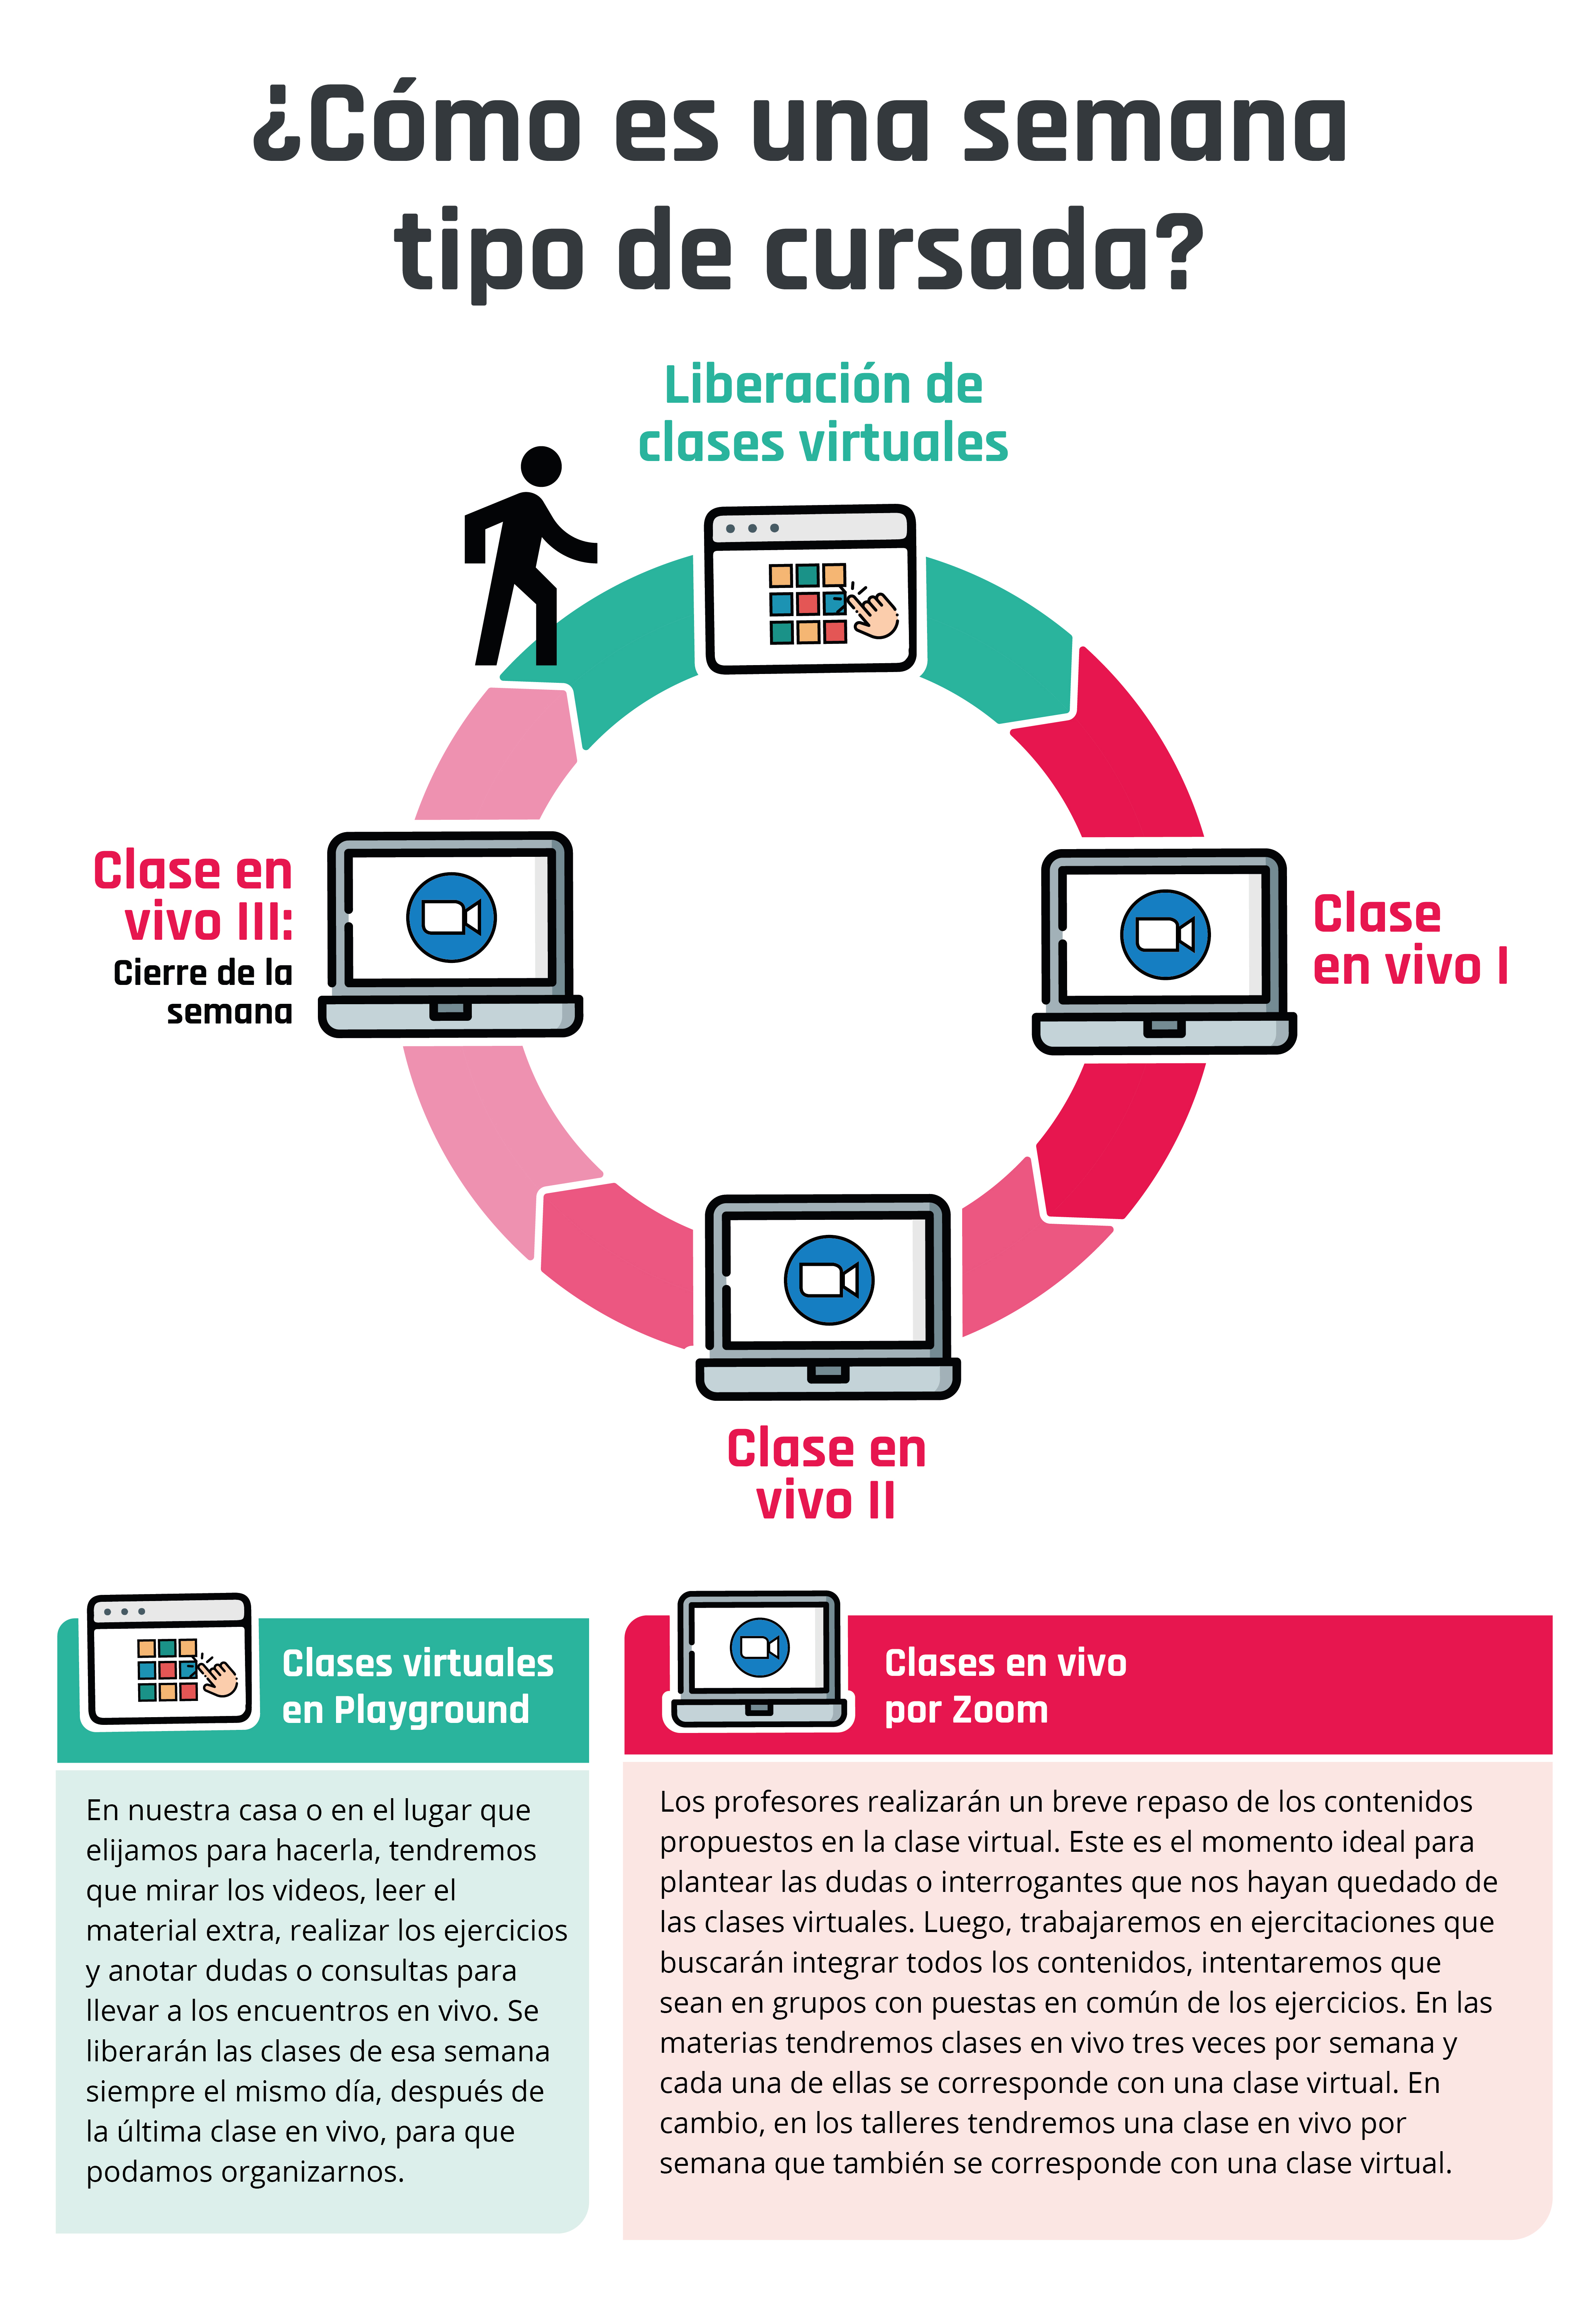 ¿Cómo es una semana
tipo de cursada?
Liberación de
clases virtuales
Clase en
vivo III:
Cierre de la
semana
Clase
en vivo I
Clase en
vivo II
Clases virtuales
en Playground
En nuestra casa o en el lugar que
elijamos para hacerla, tendremos
que mirar los videos, leer el
material extra, realizar los ejercicios
y anotar dudas o consultas para
llevar a los encuentros en vivo. Se
liberarán las clases de esa semana
siempre el mismo día, después de
la última clase en vivo, para que
podamos organizarnos.
Clases en vivo
por Zoom
Los profesores realizarán un breve repaso de los contenidos
propuestos en la clase virtual. Este es el momento ideal para
plantear las dudas o interrogantes que nos hayan quedado de
las clases virtuales. Luego, trabajaremos en ejercitaciones que
buscarán integrar todos los contenidos, intentaremos que
sean en grupos con puestas en común de los ejercicios. En las
materias tendremos clases en vivo tres veces por semana y
cada una de ellas se corresponde con una clase virtual. En
cambio, en los talleres tendremos una clase en vivo por
semana que también se corresponde con una clase virtual.